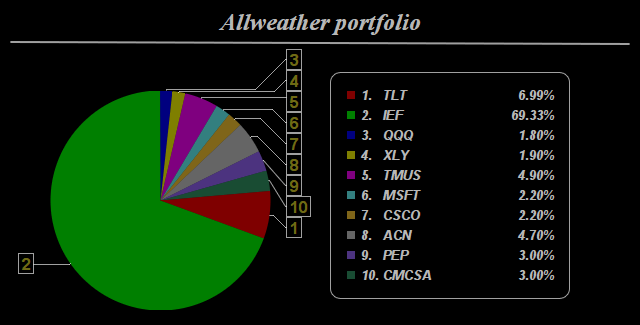 Allweather portfolio
3
4
5
6
7
8
9
10
1
2
1. TLT 6.99%
2. IEF 69.33%
3. QQQ 1.80%
4. XLY 1.90%
5. TMUS 4.90%
6. MSFT 2.20%
7. CSCO 2.20%
8. ACN 4.70%
9. PEP 3.00%
10. CMCSA 3.00%